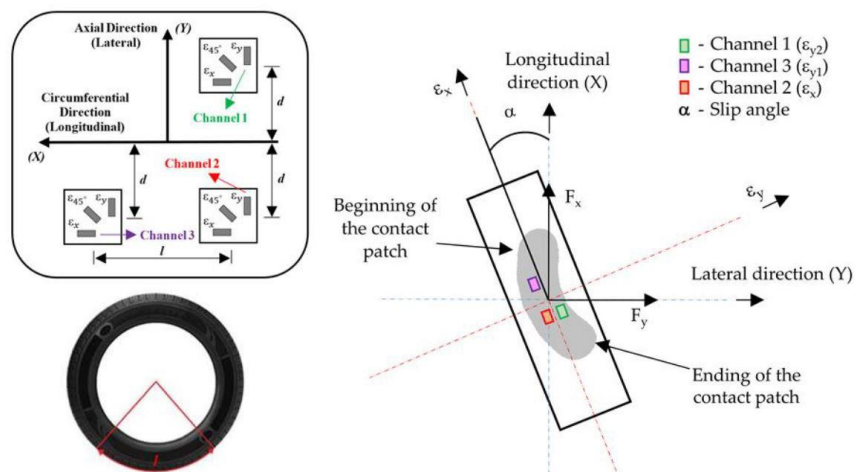 Axial Direction
(Lateral)
(Y)
ε45° εy
εx
Channel 1
d
Circumferential
Direction
(Longitudinal)
(X)
Channel 2
d
d
ε45° εy
εx
Channel 3
ε45° εy
εx
l
l
εx
α
Longitudinal
direction (X)
- Channel 1 (εy2)
- Channel 3 (εy1)
- Channel 2 (εx)
α - Slip angle
εy
Beginning of
the contact
patch
Fx
Lateral direction (Y)
Fy
Ending of the
contact patch